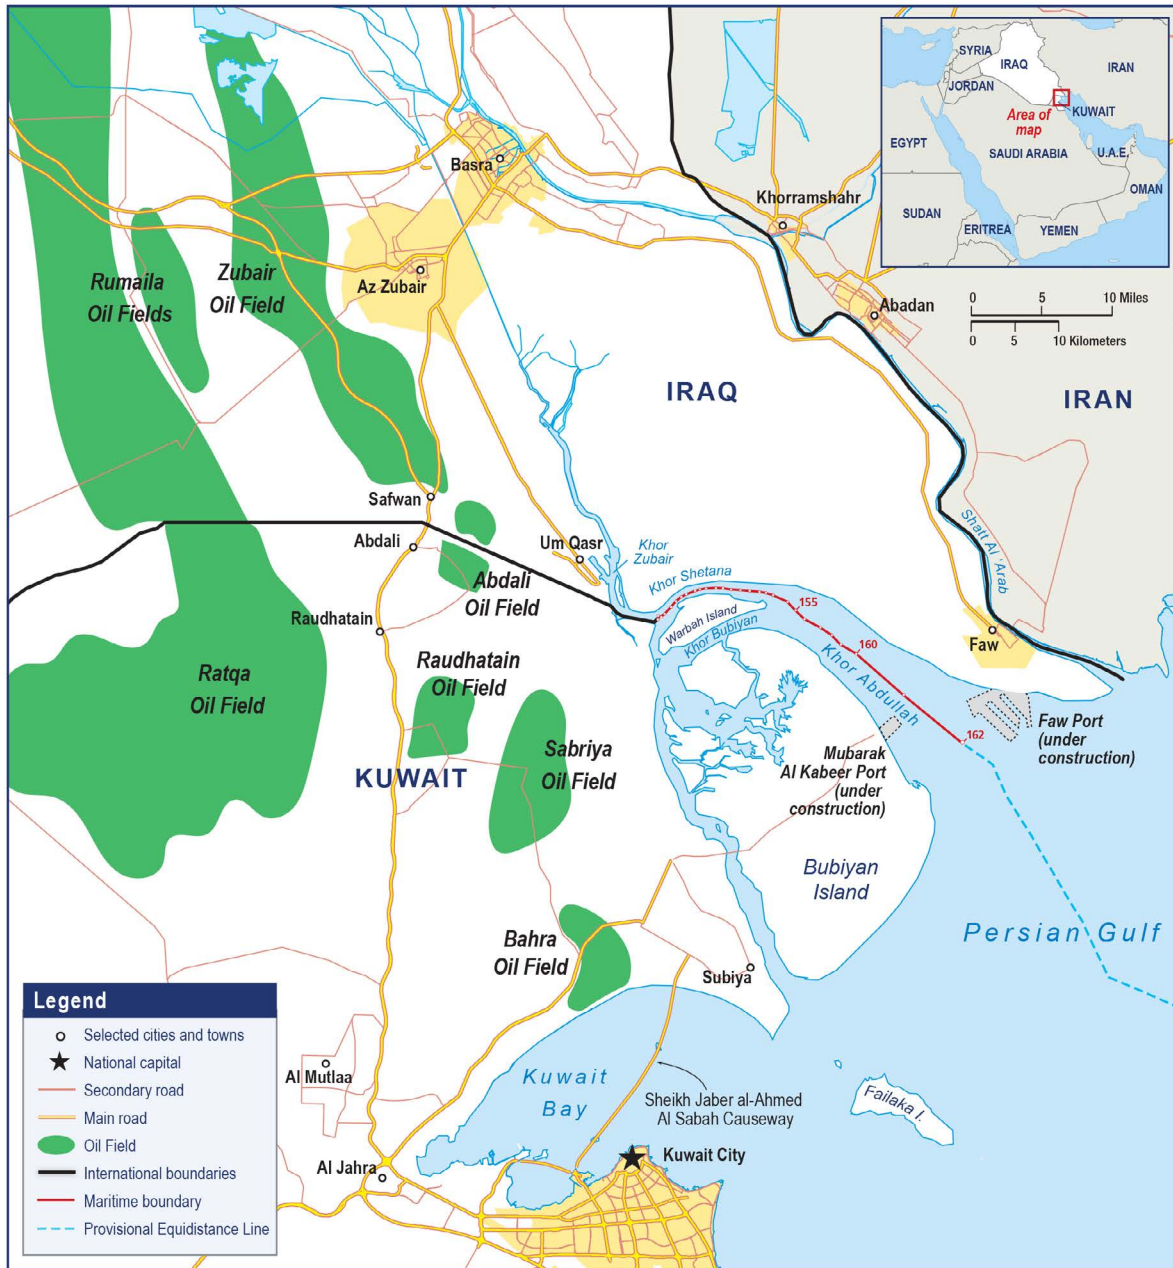 SYRIA
IRAQ
IRAN
JORDAN
Area of
map
KUWAIT
EGYPT
SAUDI ARABIA
U.A.E.
OMAN
SUDAN
ERITREA
YEMEN
Basra
Khorramshahr
Rumaila
Oil Fields
Zubair
Oil Field
Az Zubair
Abadan
0 5 10 Miles
0 5 10 Kilometers
IRAQ
IRAN
Safwan
Shatt Al 'Arab
Abdali
Um Qasr
Khor
Zubair
Abdali
Oil Field
Khor Shetana
155
Warbah Island
Khor Bubiyan
Raudhatain
160
Faw
Ratqa
Oil Field
Raudhatain
Oil Field
Khor Abdullah
162
Faw Port
(under
construction)
Sabriya
Oil Field
Mubarak
Al Kabeer Port
(under
construction)
KUWAIT
Bubiyan
Island
Persian Gulf
Bahra
Oil Field
Subiya
Legend
Selected cities and towns
National capital
Secondary road
Main road
Oil Field
International boundaries
Maritime boundary
Provisional Equidistance Line
Al Mutlaa
Kuwait
Bay
Sheikh Jaber al-Ahmed
Al Sabah Causeway
Failaka I.
Al Jahra
Kuwait City